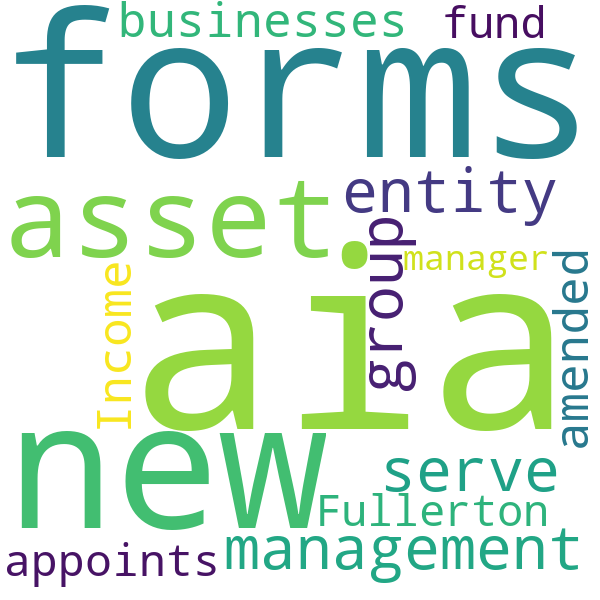 businesses
fund
forms
asset
entity
group
manager
Income
aia
amended
new
serve
Fullerton
management
appoints